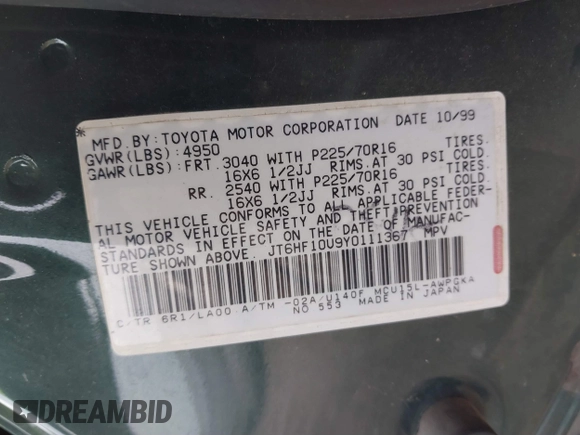 MFD.BY:TOYOTA MOTOR CORPORATION DATE 10/99
GVWR(LBS):4950
GAWR(LBS):FRT. 3040 WITH P225/70R16 TIRES.
16X6 1/2JJ RIMS.AT 30 PSI COLD.
RR. 2540 WITH P225/70R16 TIRES.
16X6 1/2JJ RIMS.AT 30 PSI COLD.
THIS VEHICLE CONFORMS TO ALL APPLICABLE FEDER-
AL MOTOR VEHICLE SAFETY AND THEFT PREVENTION
STANDARDS IN EFFECT ON THE DATE OF MANUFAC-
TURE SHOWN ABOVE. JT6HF10U9Y0111367 MPV
C/TR 6R1/LA00 A/TM -02A/U140F MCU15L-AWPGKA
NO 553 MADE IN JAPAN
DREAMBID